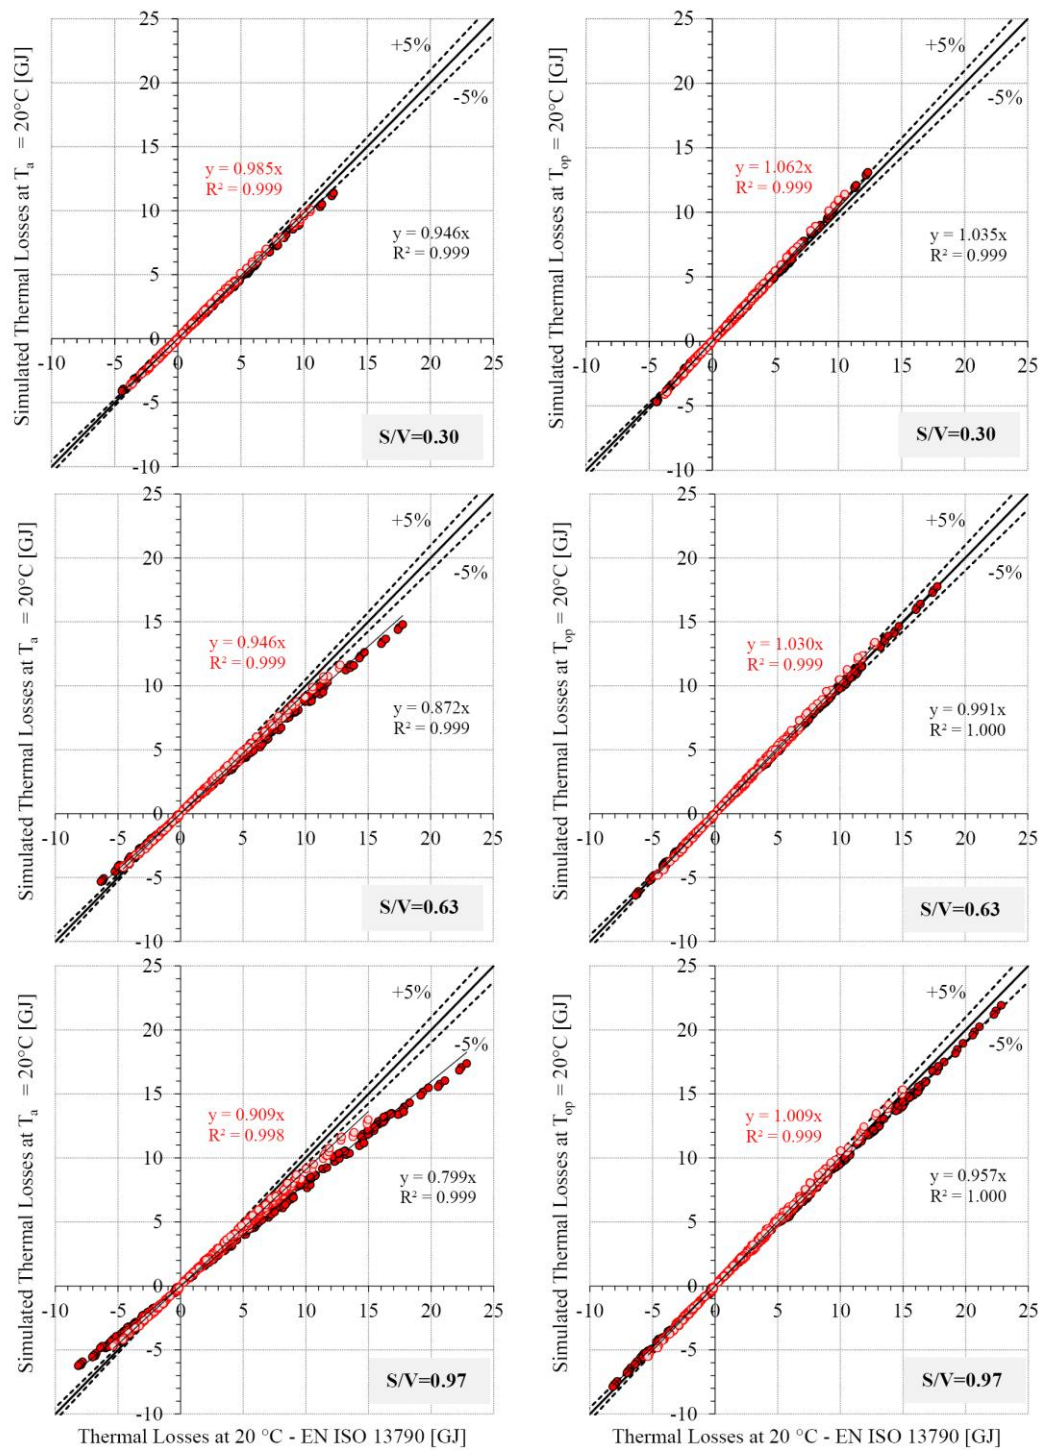 Simulated Thermal Losses at Ta = 20°C [GJ]
25
20
15
10
5
0
-5
-10
-10 -5 0 5 10 15 20 25
+5%
-5%
y = 0.985x
R² = 0.999
y = 0.946x
R² = 0.999
S/V=0.30
Simulated Thermal Losses at Top = 20°C [GJ]
25
20
15
10
5
0
-5
-10
-10 -5 0 5 10 15 20 25
+5%
-5%
y = 1.062x
R² = 0.999
y = 1.035x
R² = 0.999
S/V=0.30
Simulated Thermal Losses at Ta = 20°C [GJ]
25
20
15
10
5
0
-5
-10
-10 -5 0 5 10 15 20 25
+5%
-5%
y = 0.946x
R² = 0.999
y = 0.872x
R² = 0.999
S/V=0.63
Simulated Thermal Losses at Top = 20°C [GJ]
25
20
15
10
5
0
-5
-10
-10 -5 0 5 10 15 20 25
+5%
-5%
y = 1.030x
R² = 0.999
y = 0.991x
R² = 1.000
S/V=0.63
Simulated Thermal Losses at Ta = 20°C [GJ]
25
20
15
10
5
0
-5
-10
-10 -5 0 5 10 15 20 25
+5%
-5%
y = 0.909x
R² = 0.998
y = 0.799x
R² = 0.999
S/V=0.97
Thermal Losses at 20 °C - EN ISO 13790 [GJ]
Simulated Thermal Losses at Top = 20°C [GJ]
25
20
15
10
5
0
-5
-10
-10 -5 0 5 10 15 20 25
+5%
-5%
y = 1.009x
R² = 0.999
y = 0.957x
R² = 1.000
S/V=0.97
Thermal Losses at 20 °C - EN ISO 13790 [GJ]